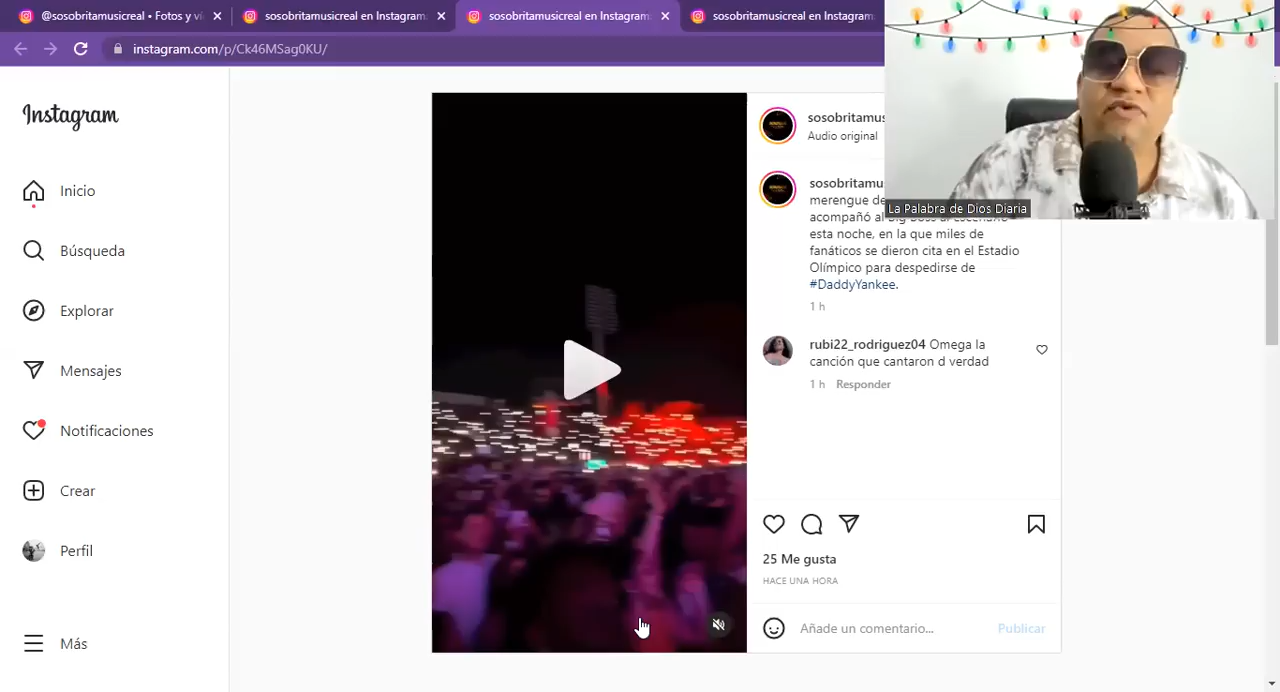 @sosobritamusicreal • Fotos y ví
sosobritamusicreal en Instagram:
sosobritamusicreal en Instagram:
sosobritamusicreal en Instagram:
instagram.com/p/Ck46MSag0KU/
Instagram
Inicio
Búsqueda
Explorar
Mensajes
Notificaciones
Crear
Perfil
Más
Audio original
merengue de
acompañó al Big Boss al escenario
esta noche, en la que miles de
fanáticos se dieron cita en el Estadio
Olímpico para despedirse de
#DaddyYankee.
1 h
rubi22_rodriguez04 Omega la
canción que cantaron d verdad
1 h Responder
25 Me gusta
HACE UNA HORA
Añade un comentario...
Publicar
La Palabra de Dios Diaria